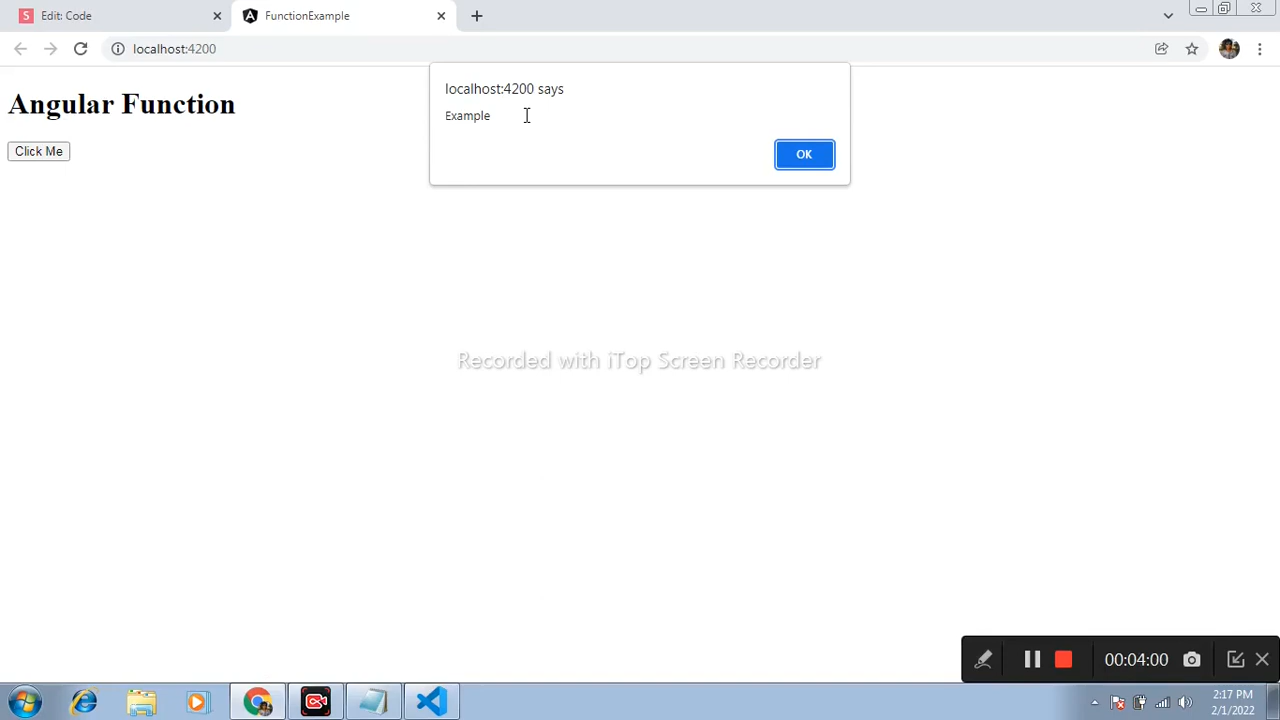 S Edit: Code
FunctionExample
localhost:4200
localhost:4200 says
Example
OK
Angular Function
Click Me
Recorded with iTop Screen Recorder
00:04:00
2:17 PM
2/1/2022